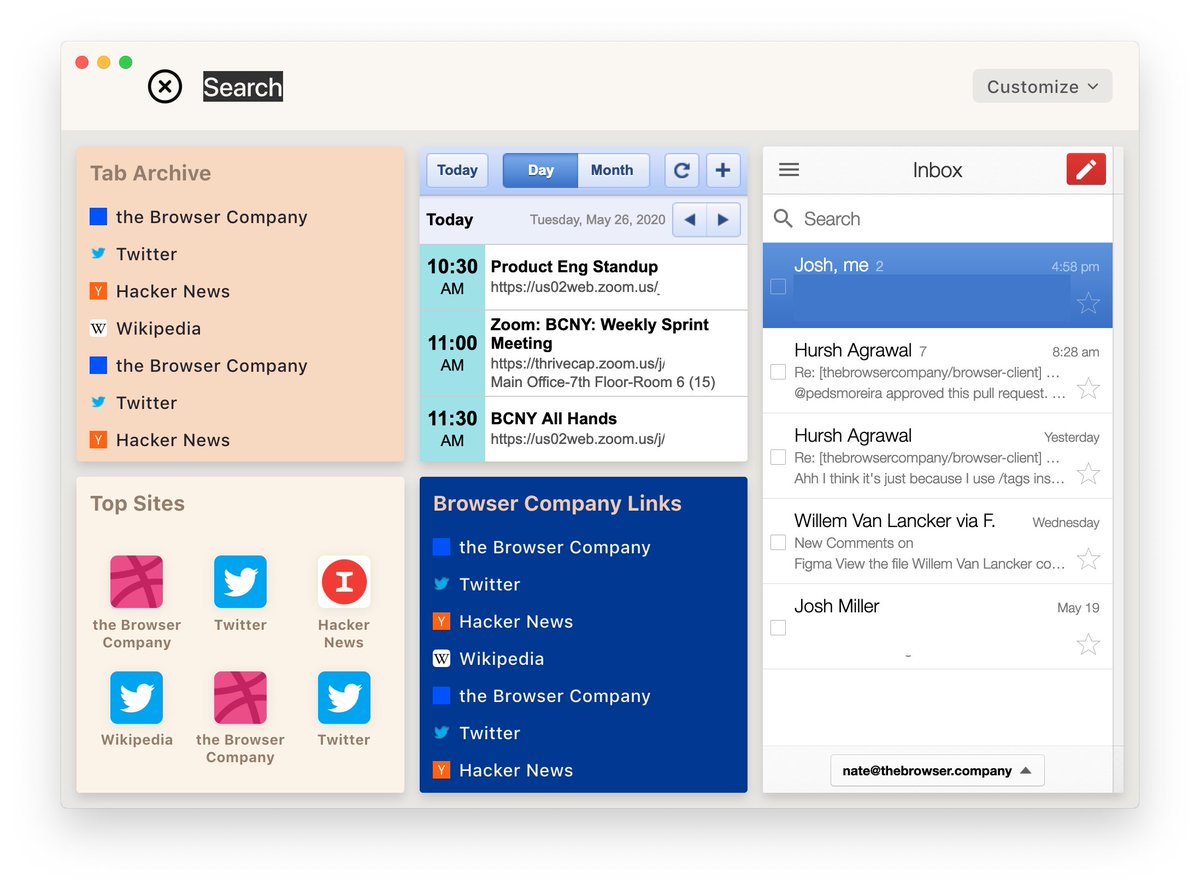 Search
Customize
Tab Archive
the Browser Company
Twitter
Y Hacker News
W Wikipedia
the Browser Company
Twitter
Y Hacker News
Today Day Month
Today Tuesday, May 26, 2020
10:30 AM
Product Eng Standup
https://us02web.zoom.us/
11:00 AM
Zoom: BCNY: Weekly Sprint
Meeting
https://thrivecap.zoom.us/j/
Main Office-7th Floor-Room 6 (15)
11:30 AM
BCNY All Hands
https://us02web.zoom.us/j/
Inbox
Search
Josh, me 2 4:58 pm
Hursh Agrawal 7 8:28 am
Re: [thebrowsercompany/browser-client] …
@pedsmoreira approved this pull request. …
Hursh Agrawal Yesterday
Re: [thebrowsercompany/browser-client] …
Ahh I think it's just because I use /tags ins…
Willem Van Lancker via F. Wednesday
New Comments on
Figma View the file Willem Van Lancker co…
Josh Miller May 19
nate@thebrowser.company
Top Sites
the Browser
Company
Twitter
I
Hacker
News
Wikipedia
the Browser
Company
Twitter
Browser Company Links
the Browser Company
Twitter
Y Hacker News
W Wikipedia
the Browser Company
Twitter
Y Hacker News